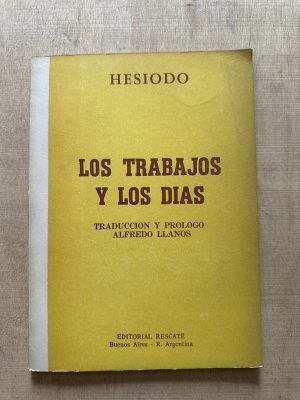 HESIODO
LOS TRABAJOS
Y LOS DIAS
TRADUCCION Y PROLOGO
ALFREDO LLANOS
EDITORIAL RESCATE
Buenos Aires - R. Argentina